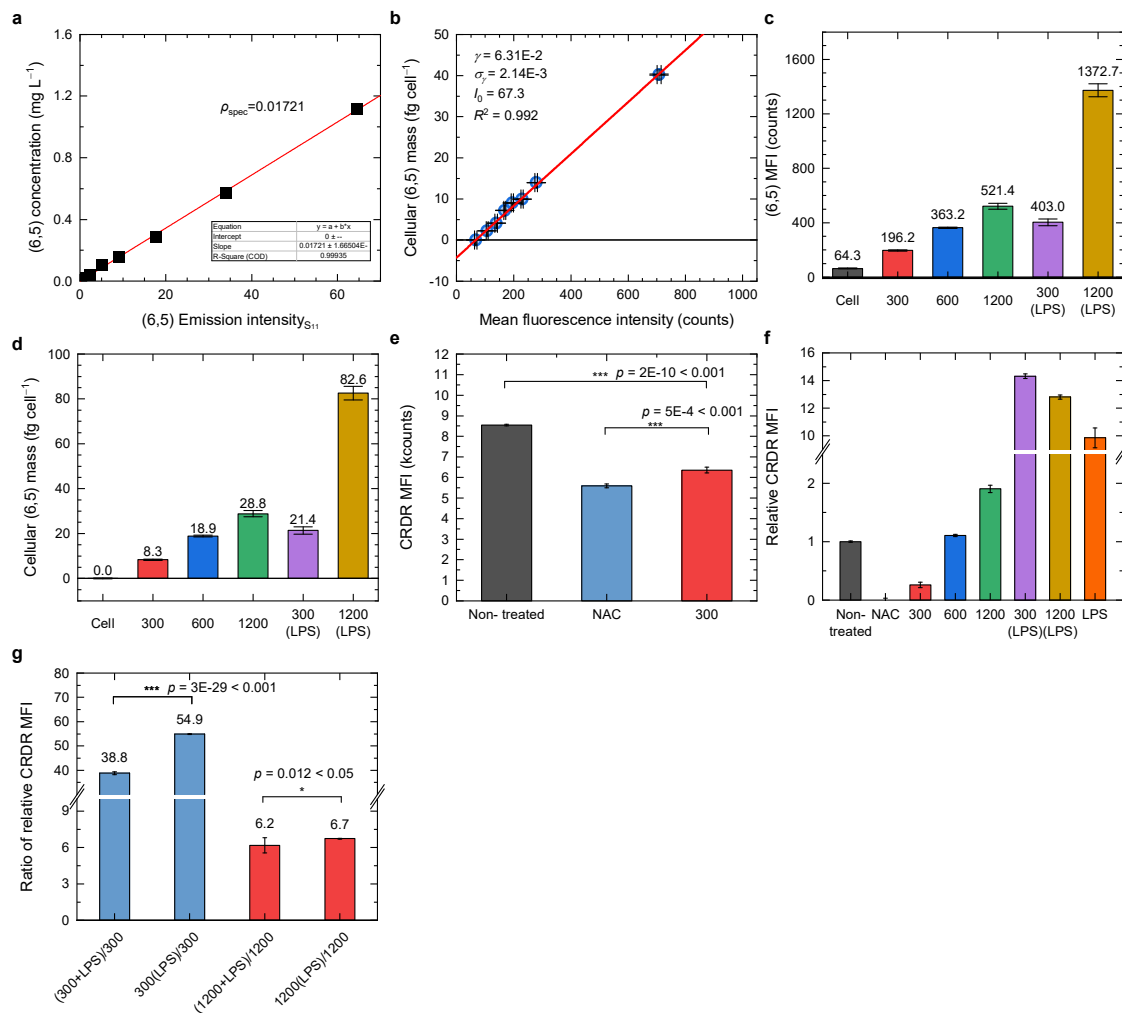 a
(6,5) concentration (mg L⁻¹)
1.6
1.2
0.8
0.4
0.0
ρspec=0.01721
Equation y = a + b*x
Intercept 0 ± --
Slope 0.01721 ± 1.66504E-
R-Square (COD) 0.99935
0 20 40 60
(6,5) Emission intensityS₁₁
b
Cellular (6,5) mass (fg cell⁻¹)
50
40
30
20
10
0
-10
γ = 6.31E-2
σγ = 2.14E-3
I₀ = 67.3
R² = 0.992
0 200 400 600 800 1000
Mean fluorescence intensity (counts)
c
(6,5) MFI (counts)
1600
1200
800
400
0
64.3
196.2
363.2
521.4
403.0
1372.7
Cell 300 600 1200 300 1200
(LPS) (LPS)
d
Cellular (6,5) mass (fg cell⁻¹)
100
80
60
40
20
0
0.0
8.3
18.9
28.8
21.4
82.6
Cell 300 600 1200 300 1200
(LPS) (LPS)
e
CRDR MFI (kcounts)
13
12
11
10
9
8
7
6
5
4
3
2
1
0
*** p = 2E-10 < 0.001
p = 5E-4 < 0.001
***
Non- treated NAC 300
f
Relative CRDR MFI
16
14
12
10
2
1
0
Non- NAC 300 600 1200 300 1200 LPS
treated (LPS)(LPS)
g
Ratio of relative CRDR MFI
80
70
60
50
40
30
9
6
3
0
*** p = 3E-29 < 0.001
54.9
38.8
p = 0.012 < 0.05
*
6.2
6.7
(300+LPS)/300
300(LPS)/300
(1200+LPS)/1200
1200(LPS)/1200